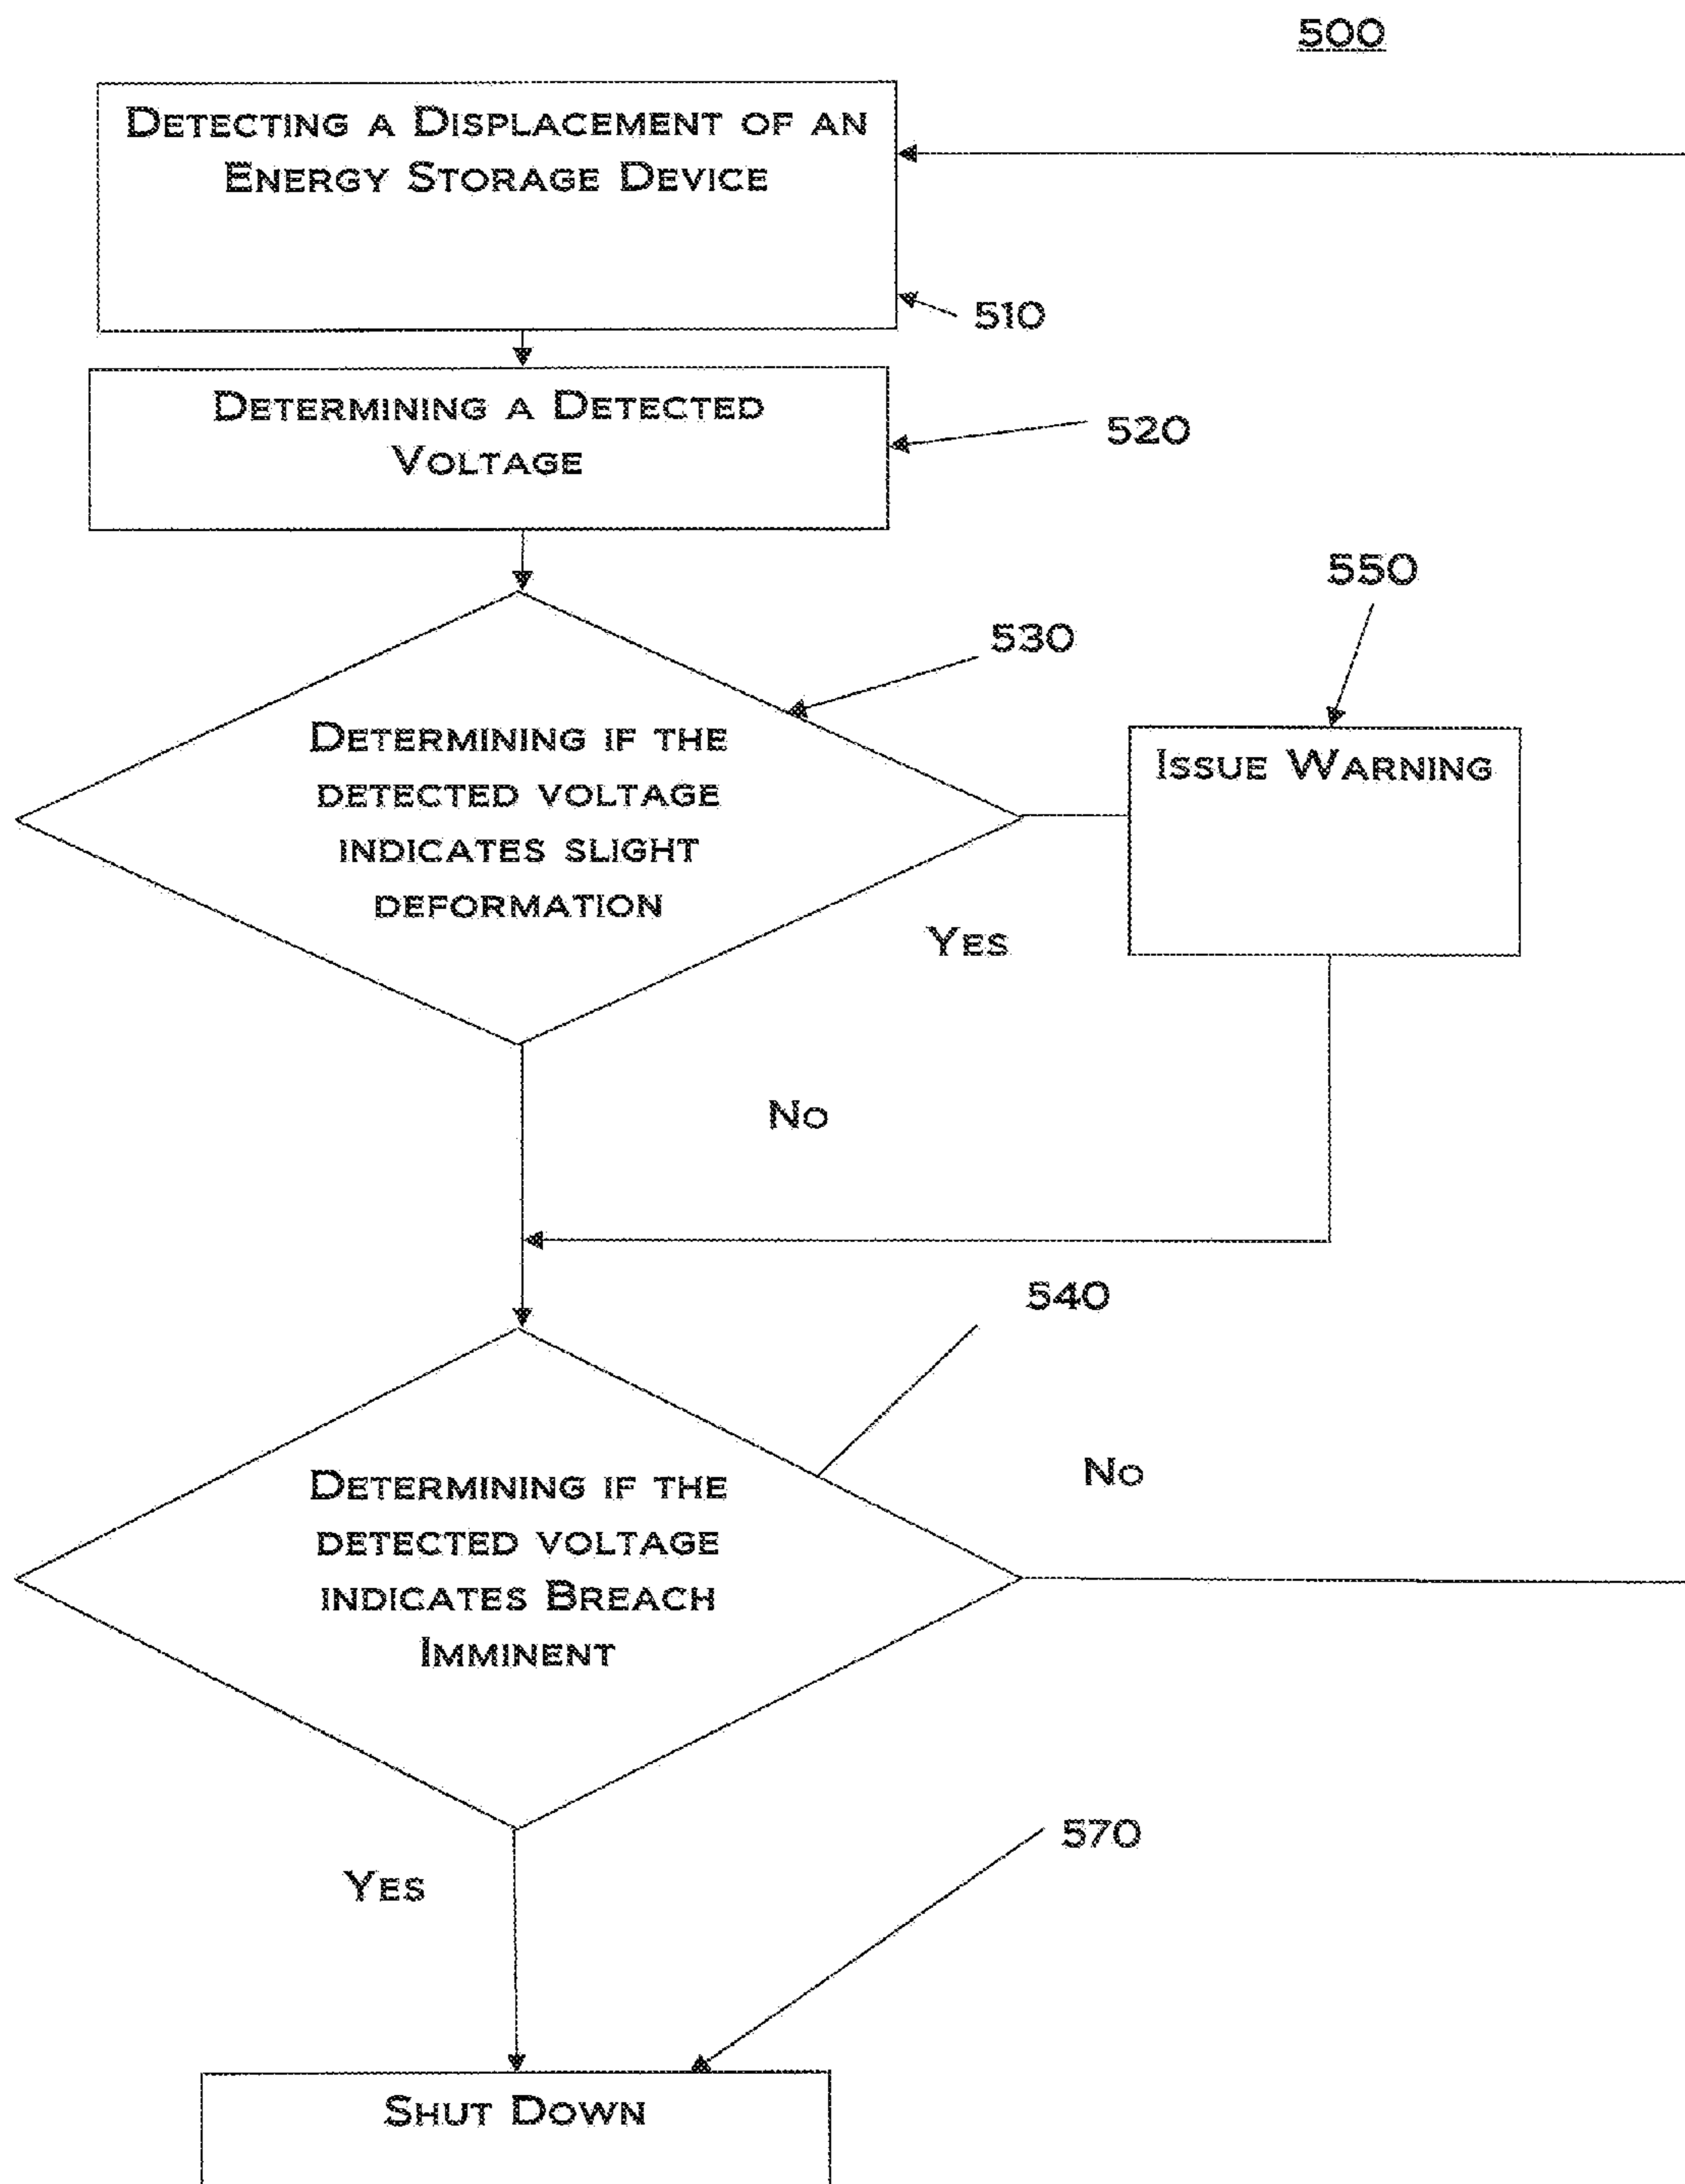 500
Detecting a Displacement of an
Energy Storage Device
510
Determining a Detected
Voltage
520
550
530
Determining if the
detected voltage
indicates slight
deformation
Issue Warning
Yes
No
540
Determining if the
detected voltage
indicates Breach
Imminent
No
570
Yes
Shut Down